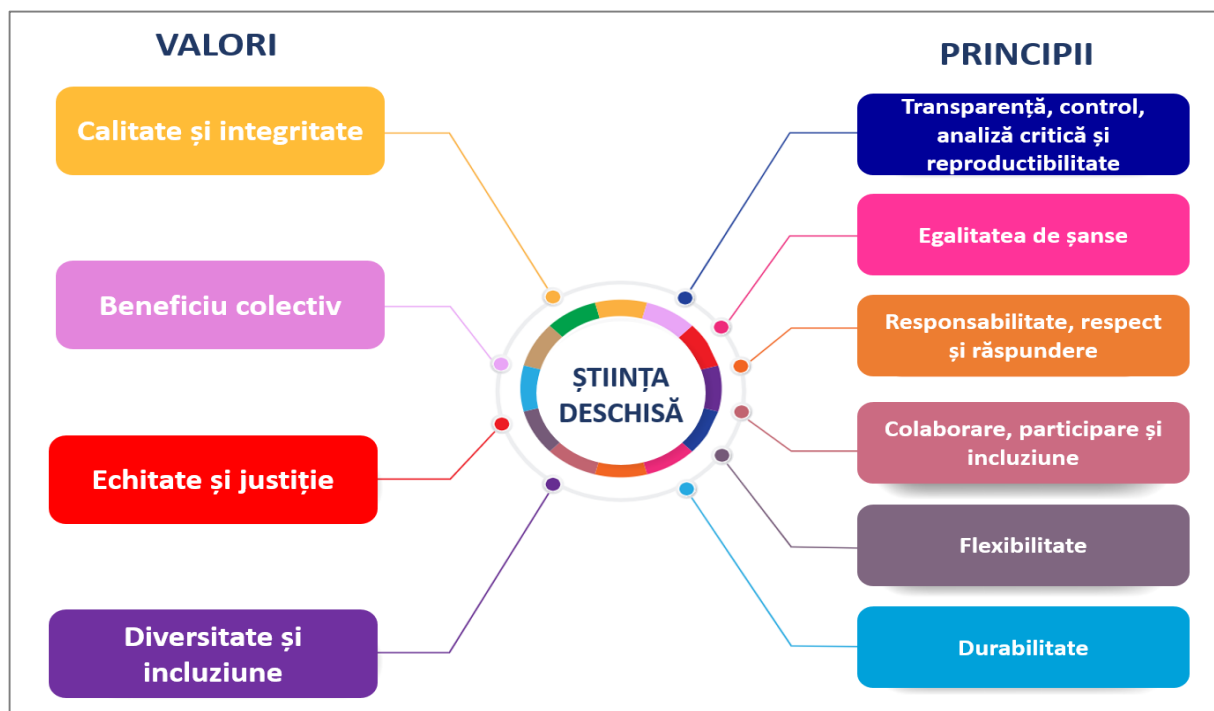 VALORI
Calitate și integritate
Beneficiu colectiv
Echitate și justiție
Diversitate și
incluziune
ȘTIINȚA
DESCHISĂ
PRINCIPII
Transparență, control,
analiză critică și
reproductibilitate
Egalitatea de șanse
Responsabilitate, respect
și răspundere
Colaborare, participare și
incluziune
Flexibilitate
Durabilitate